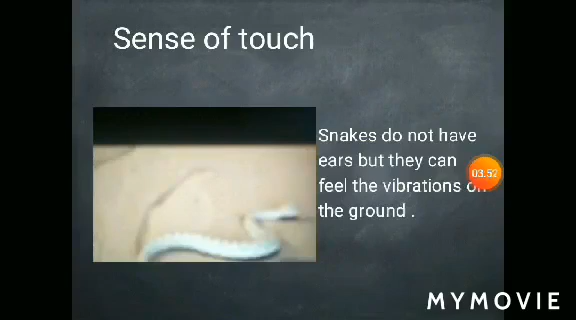 Sense of touch
Snakes do not have
ears but they can
feel the vibrations on
the ground .
03:52
MYMOVIE